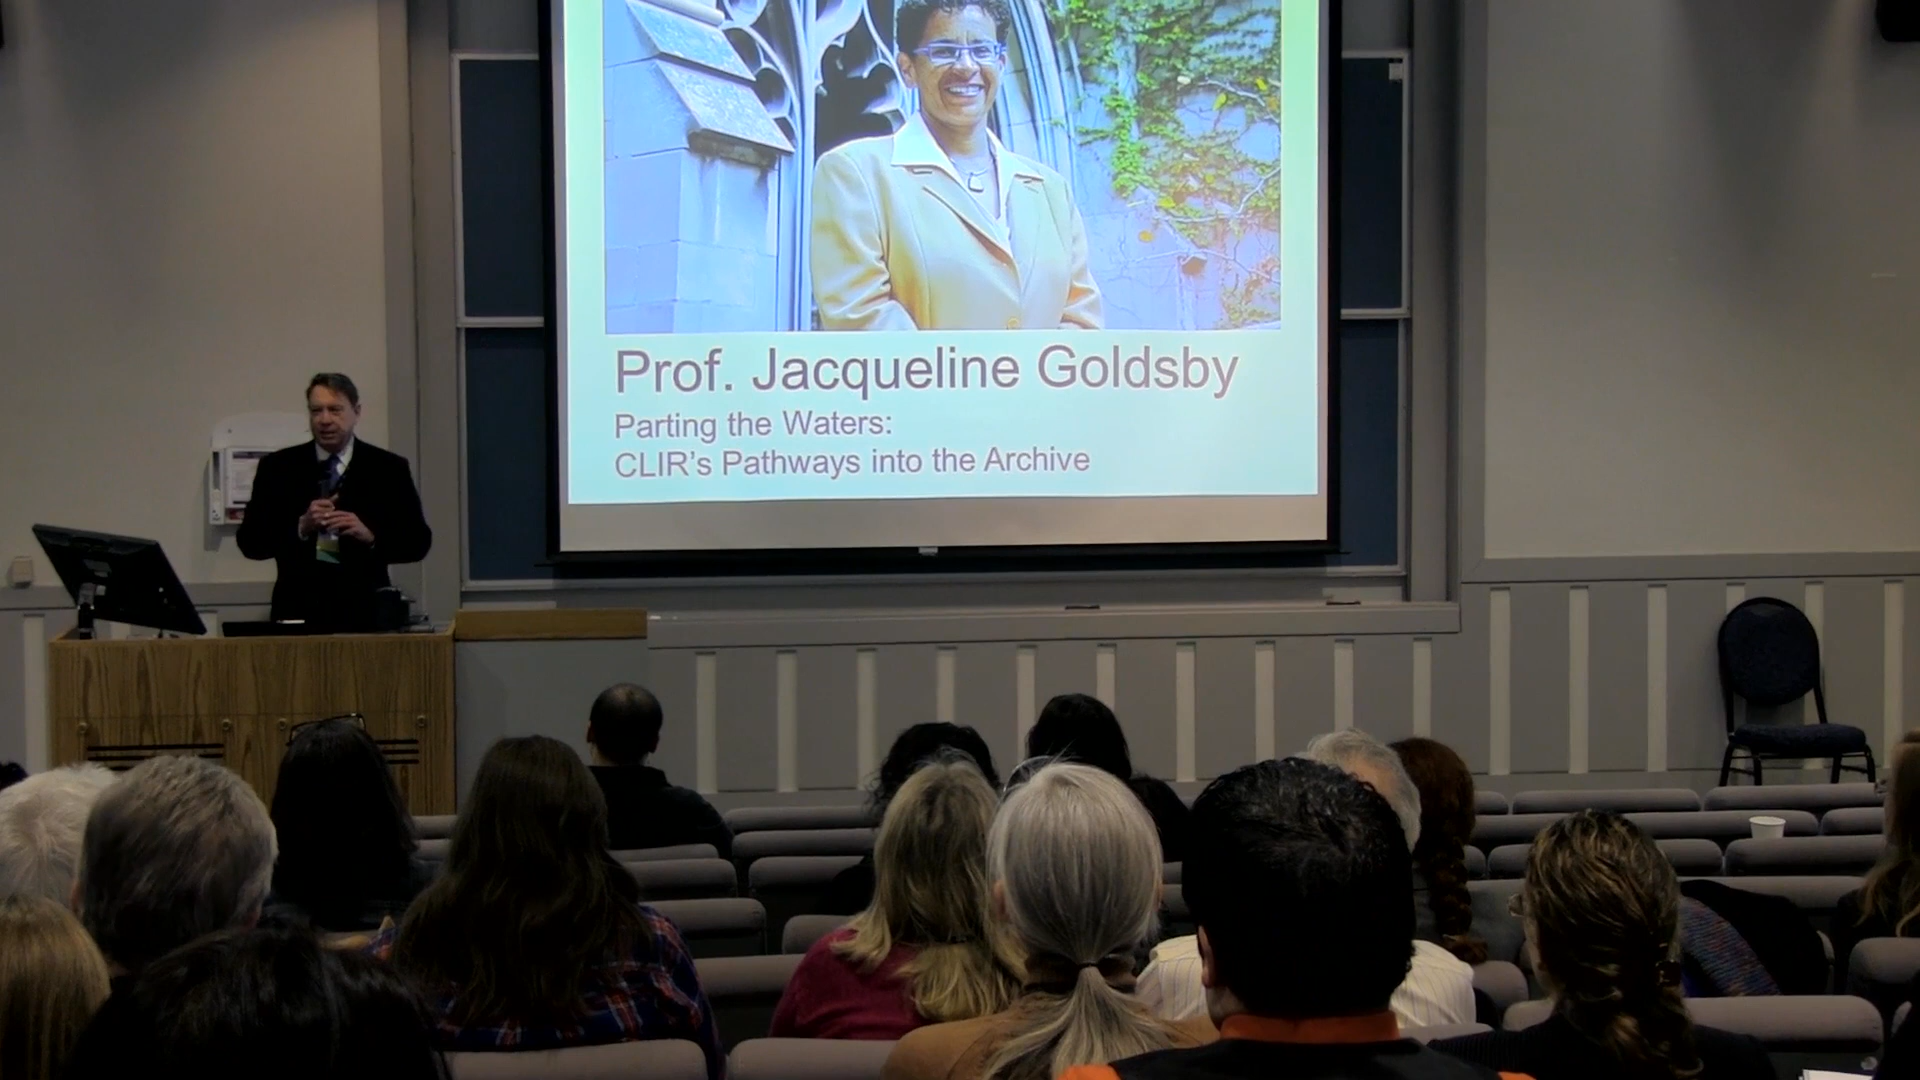 Prof. Jacqueline Goldsby
Parting the Waters:
CLIR's Pathways into the Archive